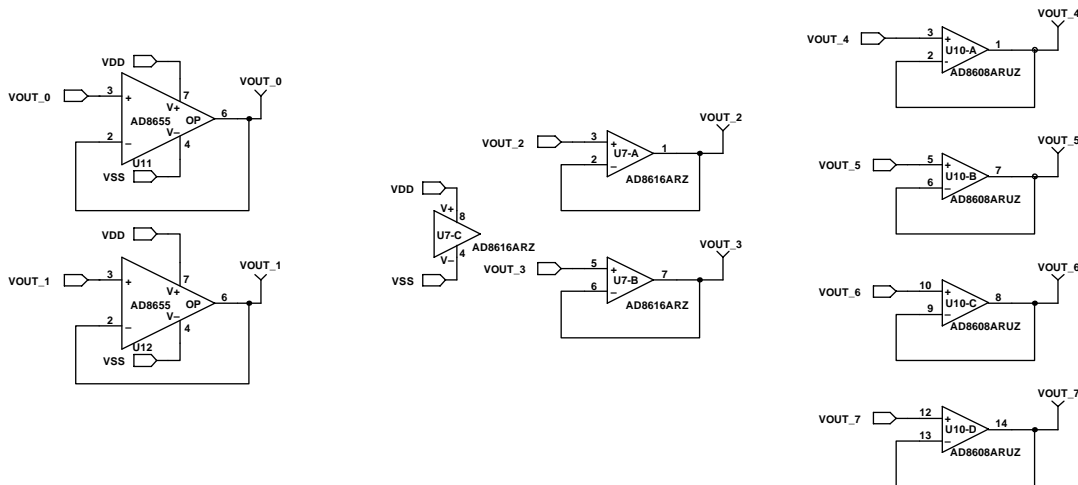 VDD
VOUT_0
3
+
V+
7
AD8655
OP
6
VOUT_0
2
−
V−
4
U11
VSS
VDD
VOUT_1
3
+
V+
7
AD8655
OP
6
VOUT_1
2
−
V−
4
U12
VSS
VDD
V+
8
U7-C
AD8616ARZ
V−
4
VSS
VOUT_2
3
+
U7-A
1
VOUT_2
2
−
AD8616ARZ
VOUT_3
5
+
U7-B
7
VOUT_3
6
−
AD8616ARZ
VOUT_4
3
+
U10-A
1
VOUT_4
2
-
AD8608ARUZ
VOUT_5
5
+
U10-B
7
VOUT_5
6
−
AD8608ARUZ
VOUT_6
10
+
U10-C
8
VOUT_6
9
−
AD8608ARUZ
VOUT_7
12
+
U10-D
14
VOUT_7
13
−
AD8608ARUZ